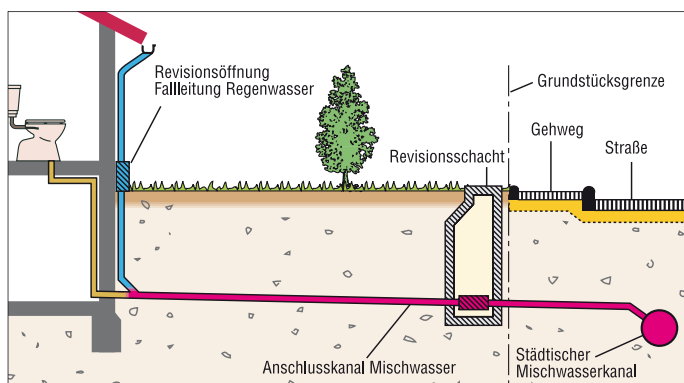 Revisionsöffnung
Fallleitung Regenwasser
Grundstücksgrenze
Gehweg
Straße
Revisionsschacht
Anschlusskanal Mischwasser
Städtischer
Mischwasserkanal